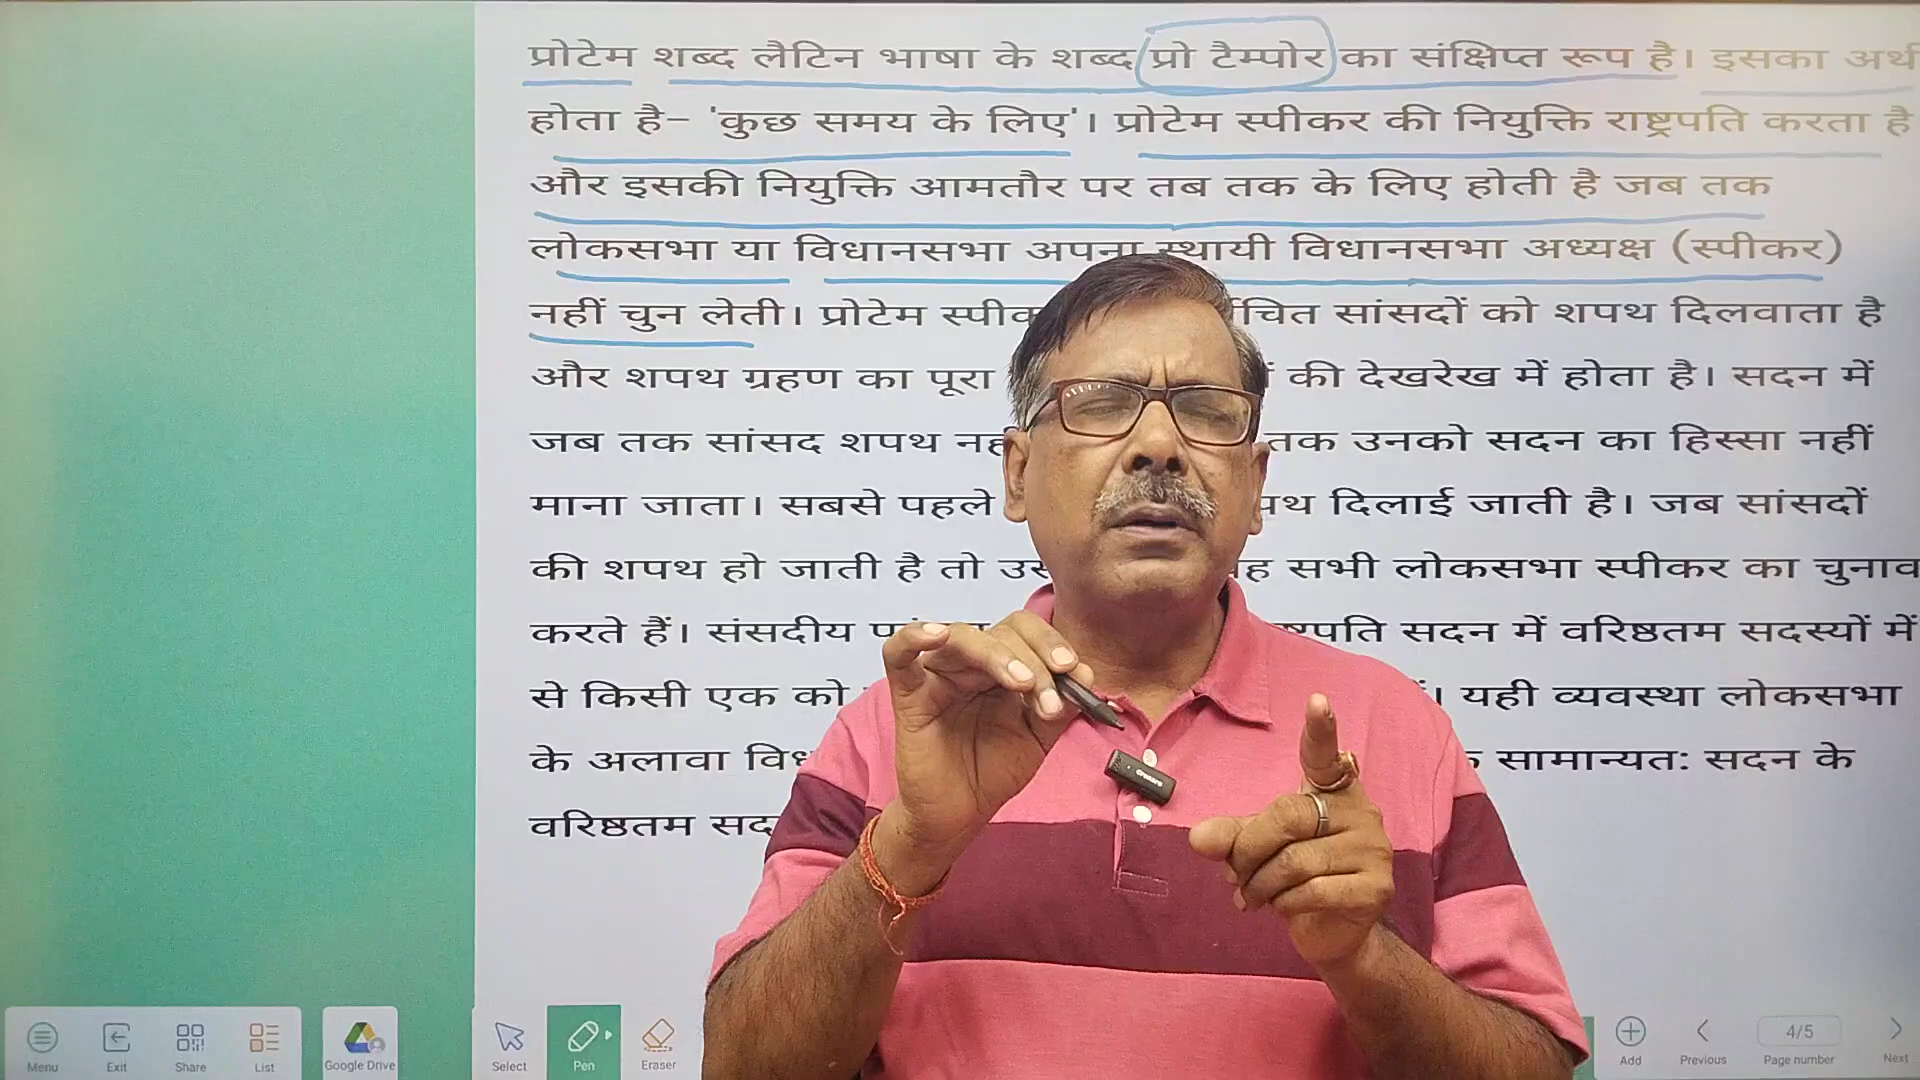 प्रोटेम शब्द लैटिन भाषा के शब्द प्रो टैम्पोर का संक्षिप्त रूप है। इसका अर्थ
होता है– 'कुछ समय के लिए'। प्रोटेम स्पीकर की नियुक्ति राष्ट्रपति करता है
और इसकी नियुक्ति आमतौर पर तब तक के लिए होती है जब तक
लोकसभा या विधानसभा अपना स्थायी विधानसभा अध्यक्ष (स्पीकर)
नहीं चुन लेती। प्रोटेम सांसदों को शपथ दिलवाता है
और शपथ ग्रहण का पूरा की देखरेख में होता है। सदन में
जब तक सांसद शपथ तक उनको सदन का हिस्सा नहीं
माना जाता। सबसे पहले दिलाई जाती है। जब सांसदों
की शपथ हो जाती है तो सभी लोकसभा स्पीकर का चुनाव
करते हैं। संसदीय सदन में वरिष्ठतम सदस्यों में
से किसी एक को यही व्यवस्था लोकसभा
के अलावा सामान्यत: सदन के
वरिष्ठतम
Menu Exit Share List Google Drive Select Pen Eraser Add Previous 4/5 Page number Next